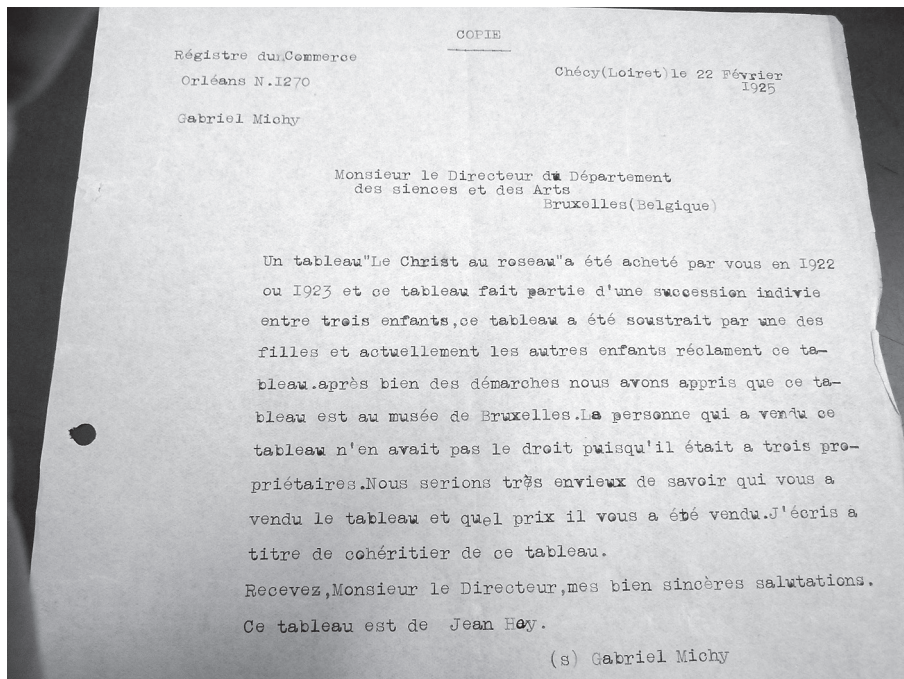 COPIE
Régistre du Commerce
Orléans N.I270
Chécy(Loiret)le 22 Février
I925
Gabriel Michy
Monsieur le Directeur du Département
des siences et des Arts
Bruxelles(Belgique)
Un tableau"Le Christ au roseau"a été acheté par vous en I922
ou I923 et ce tableau fait partie d'une succession indivie
entre trois enfants,ce tableau a été soustrait par une des
filles et actuellement les autres enfants réclament ce ta-
bleau.après bien des démarches nous avons appris que ce ta-
bleau est au musée de Bruxelles.La personne qui a vendu ce
tableau n'en avait pas le droit puisqu'il était a trois pro-
priétaires.Nous serions très envieux de savoir qui vous a
vendu le tableau et quel prix il vous a été vendu.J'écris a
titre de cohéritier de ce tableau.
Recevez,Monsieur le Directeur,mes bien sincères salutations.
Ce tableau est de Jean Hey.
(s) Gabriel Michy